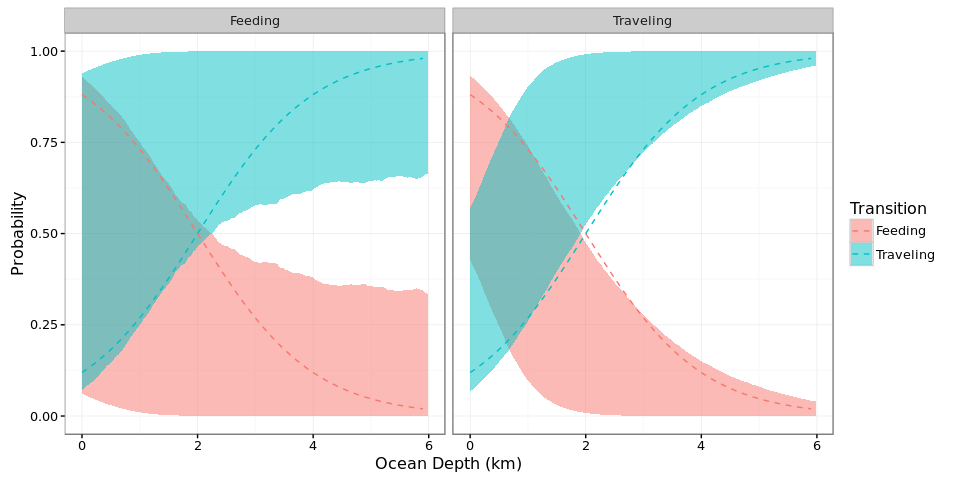 Feeding Traveling
1.00
0.75
0.50
0.25
0.00
Probability
0 2 4 6 0 2 4 6
Ocean Depth (km)
Transition
Feeding
Traveling